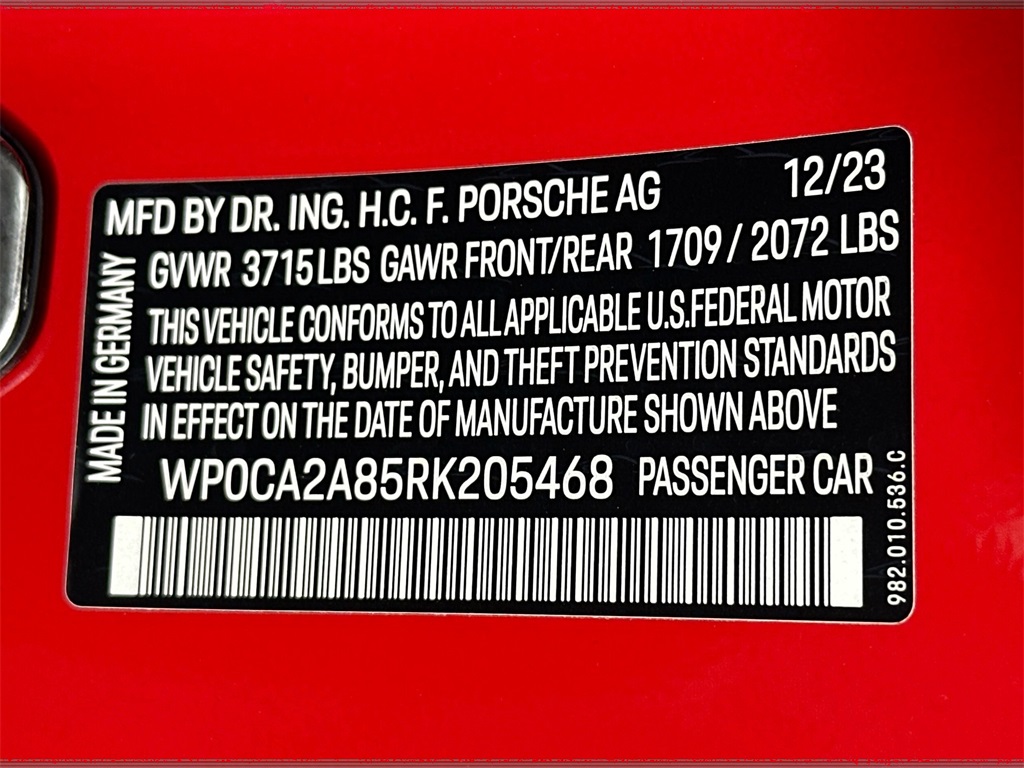 MFD BY DR. ING. H.C. F. PORSCHE AG 12/23
GVWR 3715 LBS GAWR FRONT/REAR 1709 / 2072 LBS
THIS VEHICLE CONFORMS TO ALL APPLICABLE U.S.FEDERAL MOTOR
VEHICLE SAFETY, BUMPER, AND THEFT PREVENTION STANDARDS
IN EFFECT ON THE DATE OF MANUFACTURE SHOWN ABOVE
WP0CA2A85RK205468 PASSENGER CAR
MADE IN GERMANY
982.010.536.C